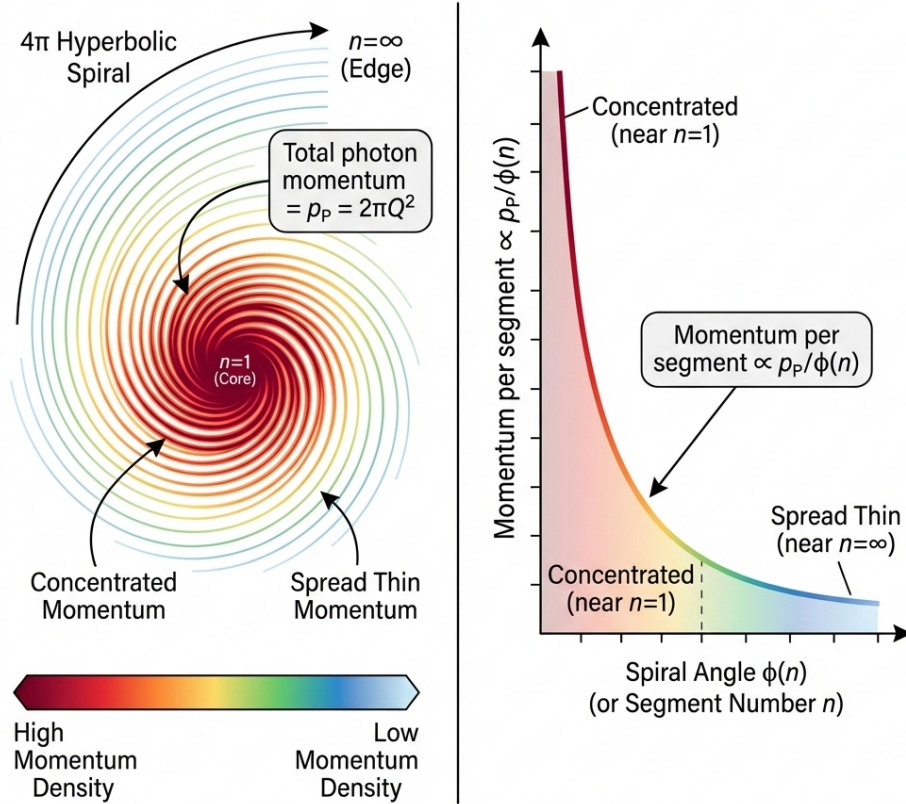 4π Hyperbolic
Spiral
n=∞
(Edge)
Total photon
momentum
= pₚ = 2πQ²
n=1
(Core)
Concentrated
Momentum
Spread Thin
Momentum
High
Momentum
Density
Low
Momentum
Density
Momentum per segment ∝ pₚ/ϕ(n)
Concentrated
(near n=1)
Momentum per
segment ∝ pₚ/ϕ(n)
Spread Thin
(near n=∞)
Concentrated
(near n=1)
Spiral Angle ϕ(n)
(or Segment Number n)